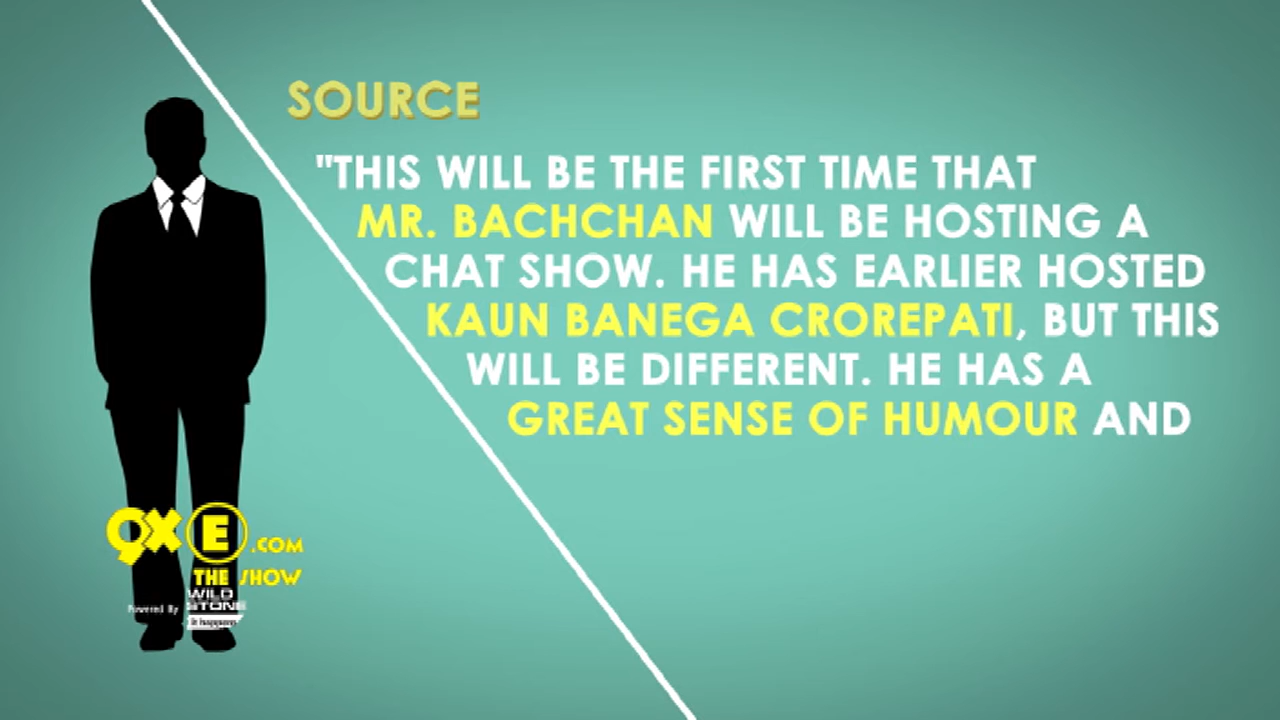 SOURCE
"THIS WILL BE THE FIRST TIME THAT
MR. BACHCHAN WILL BE HOSTING A
CHAT SHOW. HE HAS EARLIER HOSTED
KAUN BANEGA CROREPATI, BUT THIS
WILL BE DIFFERENT. HE HAS A
GREAT SENSE OF HUMOUR AND
9X E .COM
THE SHOW
Powered By WILD STONE
it happens